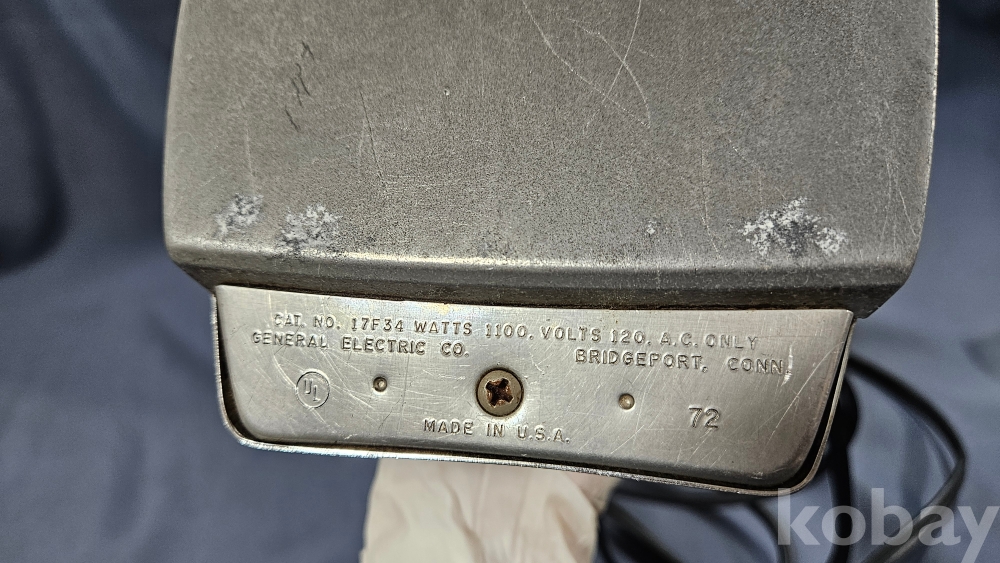 CAT. NO. 17F34 WATTS 1100. VOLTS 120. A.C. ONLY
GENERAL ELECTRIC CO. BRIDGEPORT, CONN.
UL
MADE IN U.S.A.
72
kobay